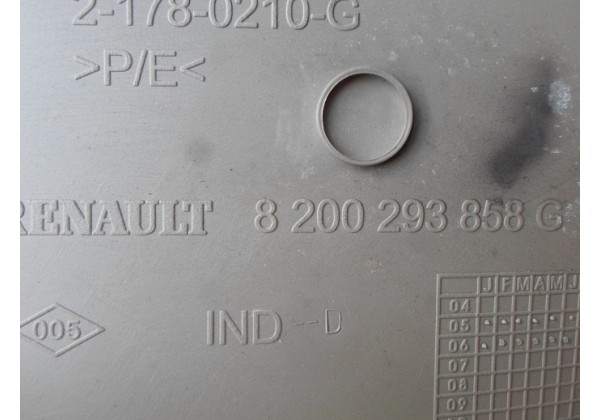 2-178-0210-G
>P/E<
RENAULT 8 200 293 858 G
005 IND --D
J F M A M J
04
05
06
07
08
09